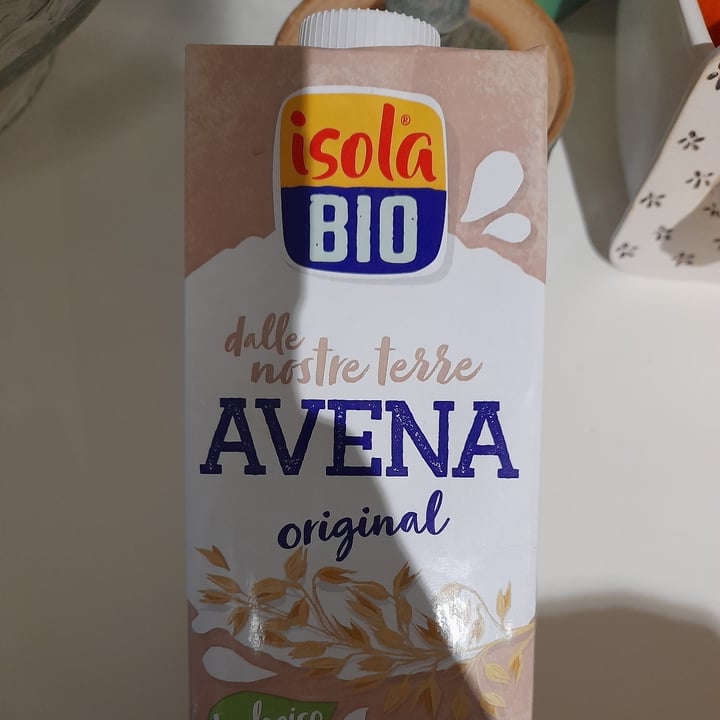 isola®
BIO
dalle
nostre terre
AVENA
original